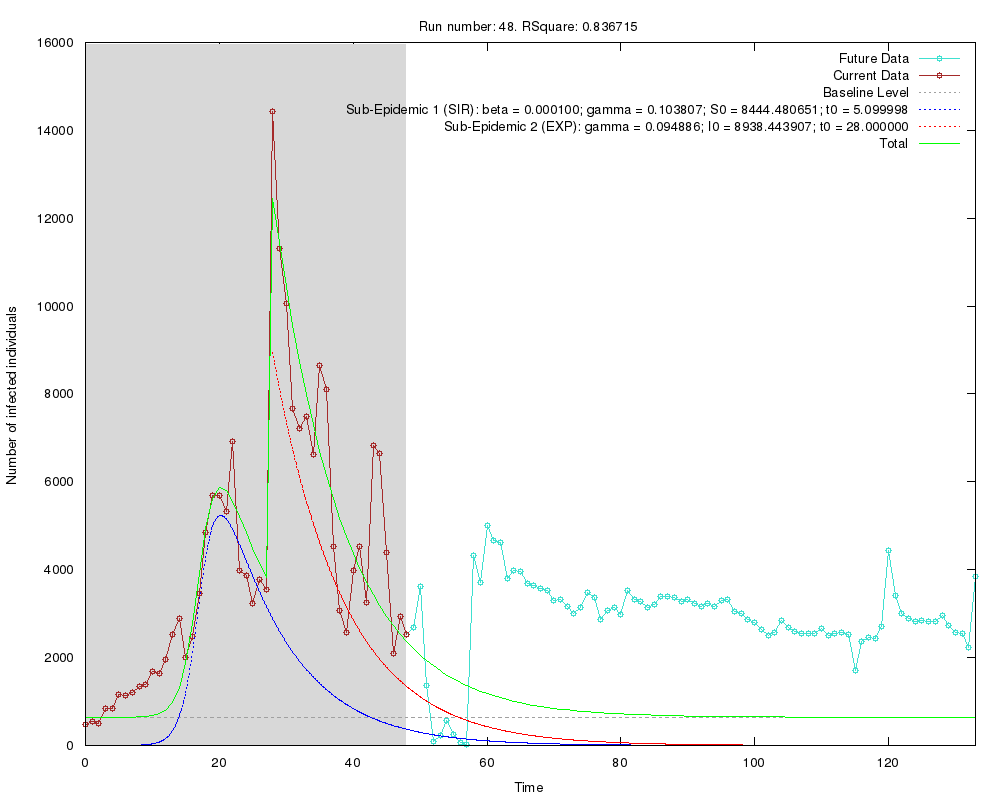 Run number: 48. RSquare: 0.836715
Future Data
Current Data
Baseline Level
Sub-Epidemic 1 (SIR): beta = 0.000100; gamma = 0.103807; S0 = 8444.480651; t0 = 5.099998
Sub-Epidemic 2 (EXP): gamma = 0.094886; I0 = 8938.443907; t0 = 28.000000
Total
16000
14000
12000
10000
8000
6000
4000
2000
0
Number of infected individuals
0 20 40 60 80 100 120
Time